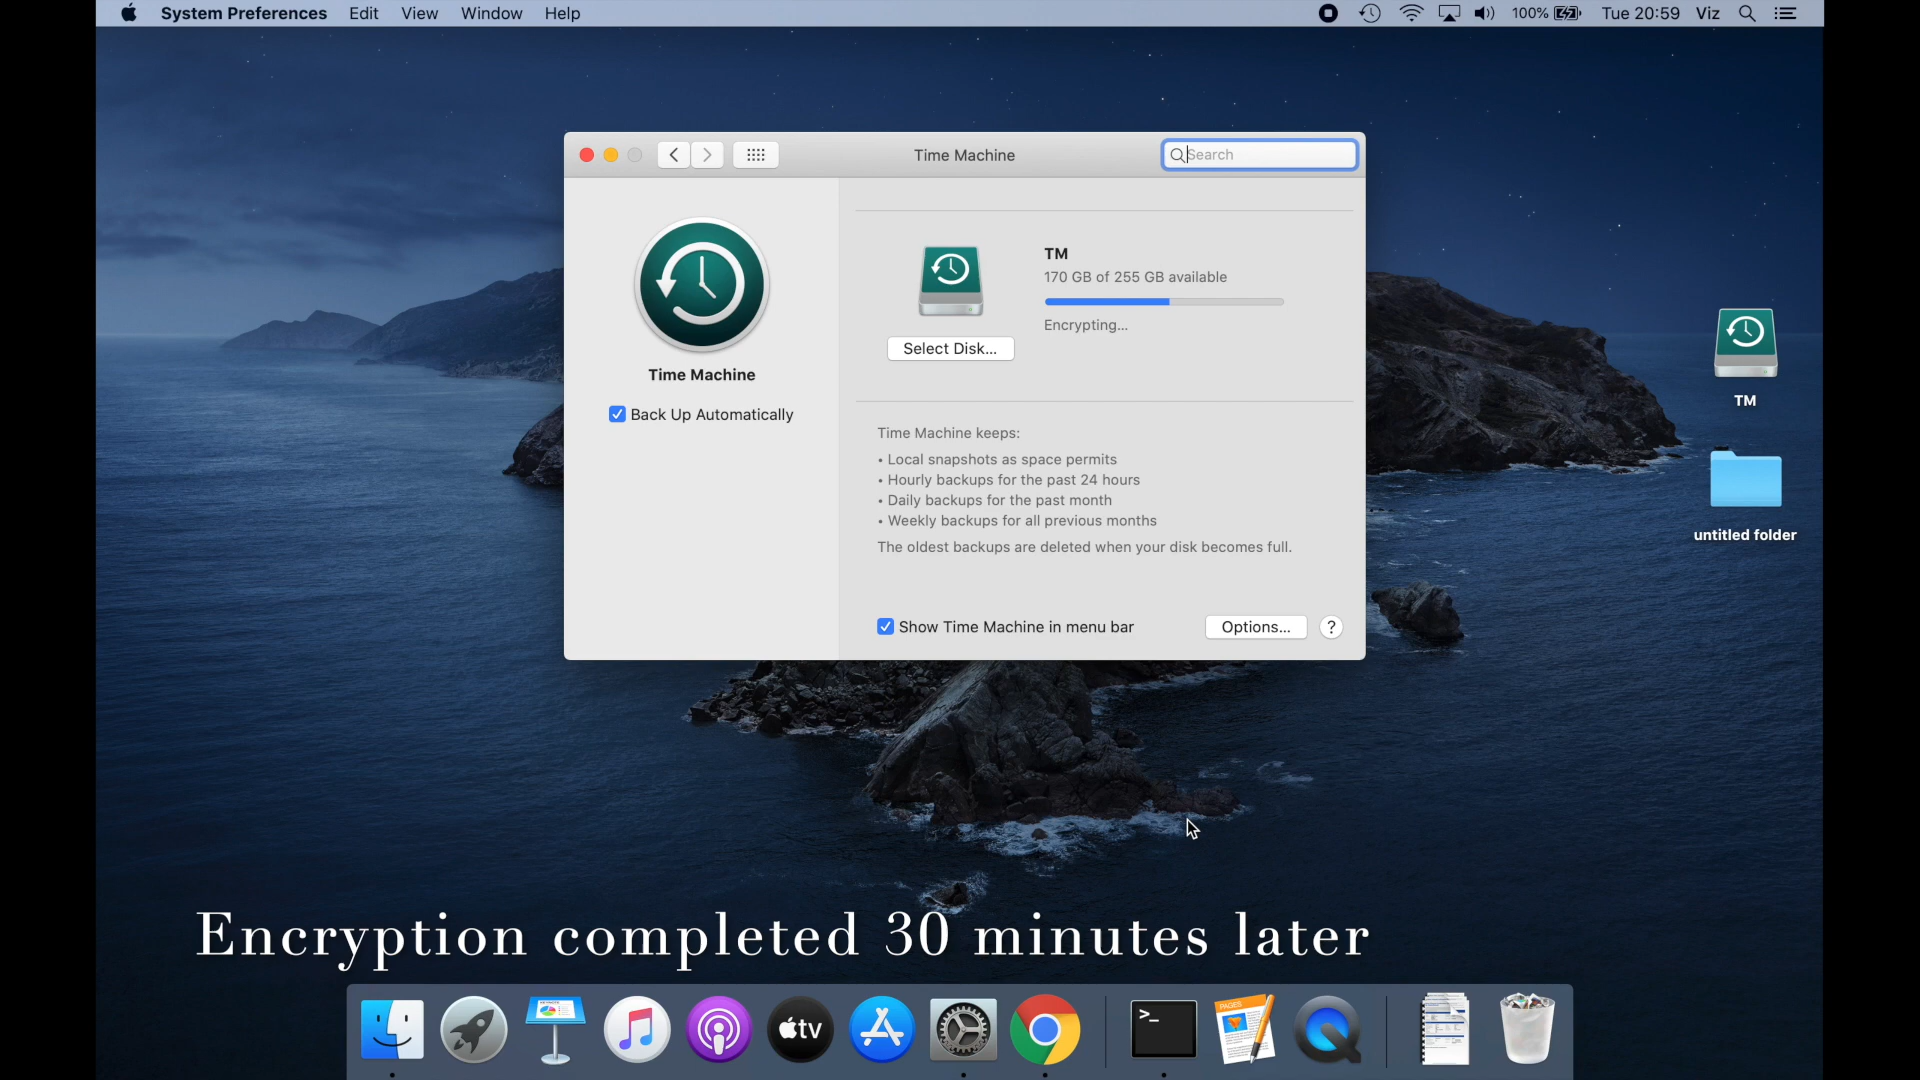 System Preferences Edit View Window Help 100% Tue 20:59 Viz
Time Machine Search
TM
170 GB of 255 GB available
Encrypting...
Select Disk...
Time Machine
Back Up Automatically
Time Machine keeps:
• Local snapshots as space permits
• Hourly backups for the past 24 hours
• Daily backups for the past month
• Weekly backups for all previous months
The oldest backups are deleted when your disk becomes full.
Show Time Machine in menu bar Options... ?
TM
untitled folder
Encryption completed 30 minutes later
tv
>_
PAGES